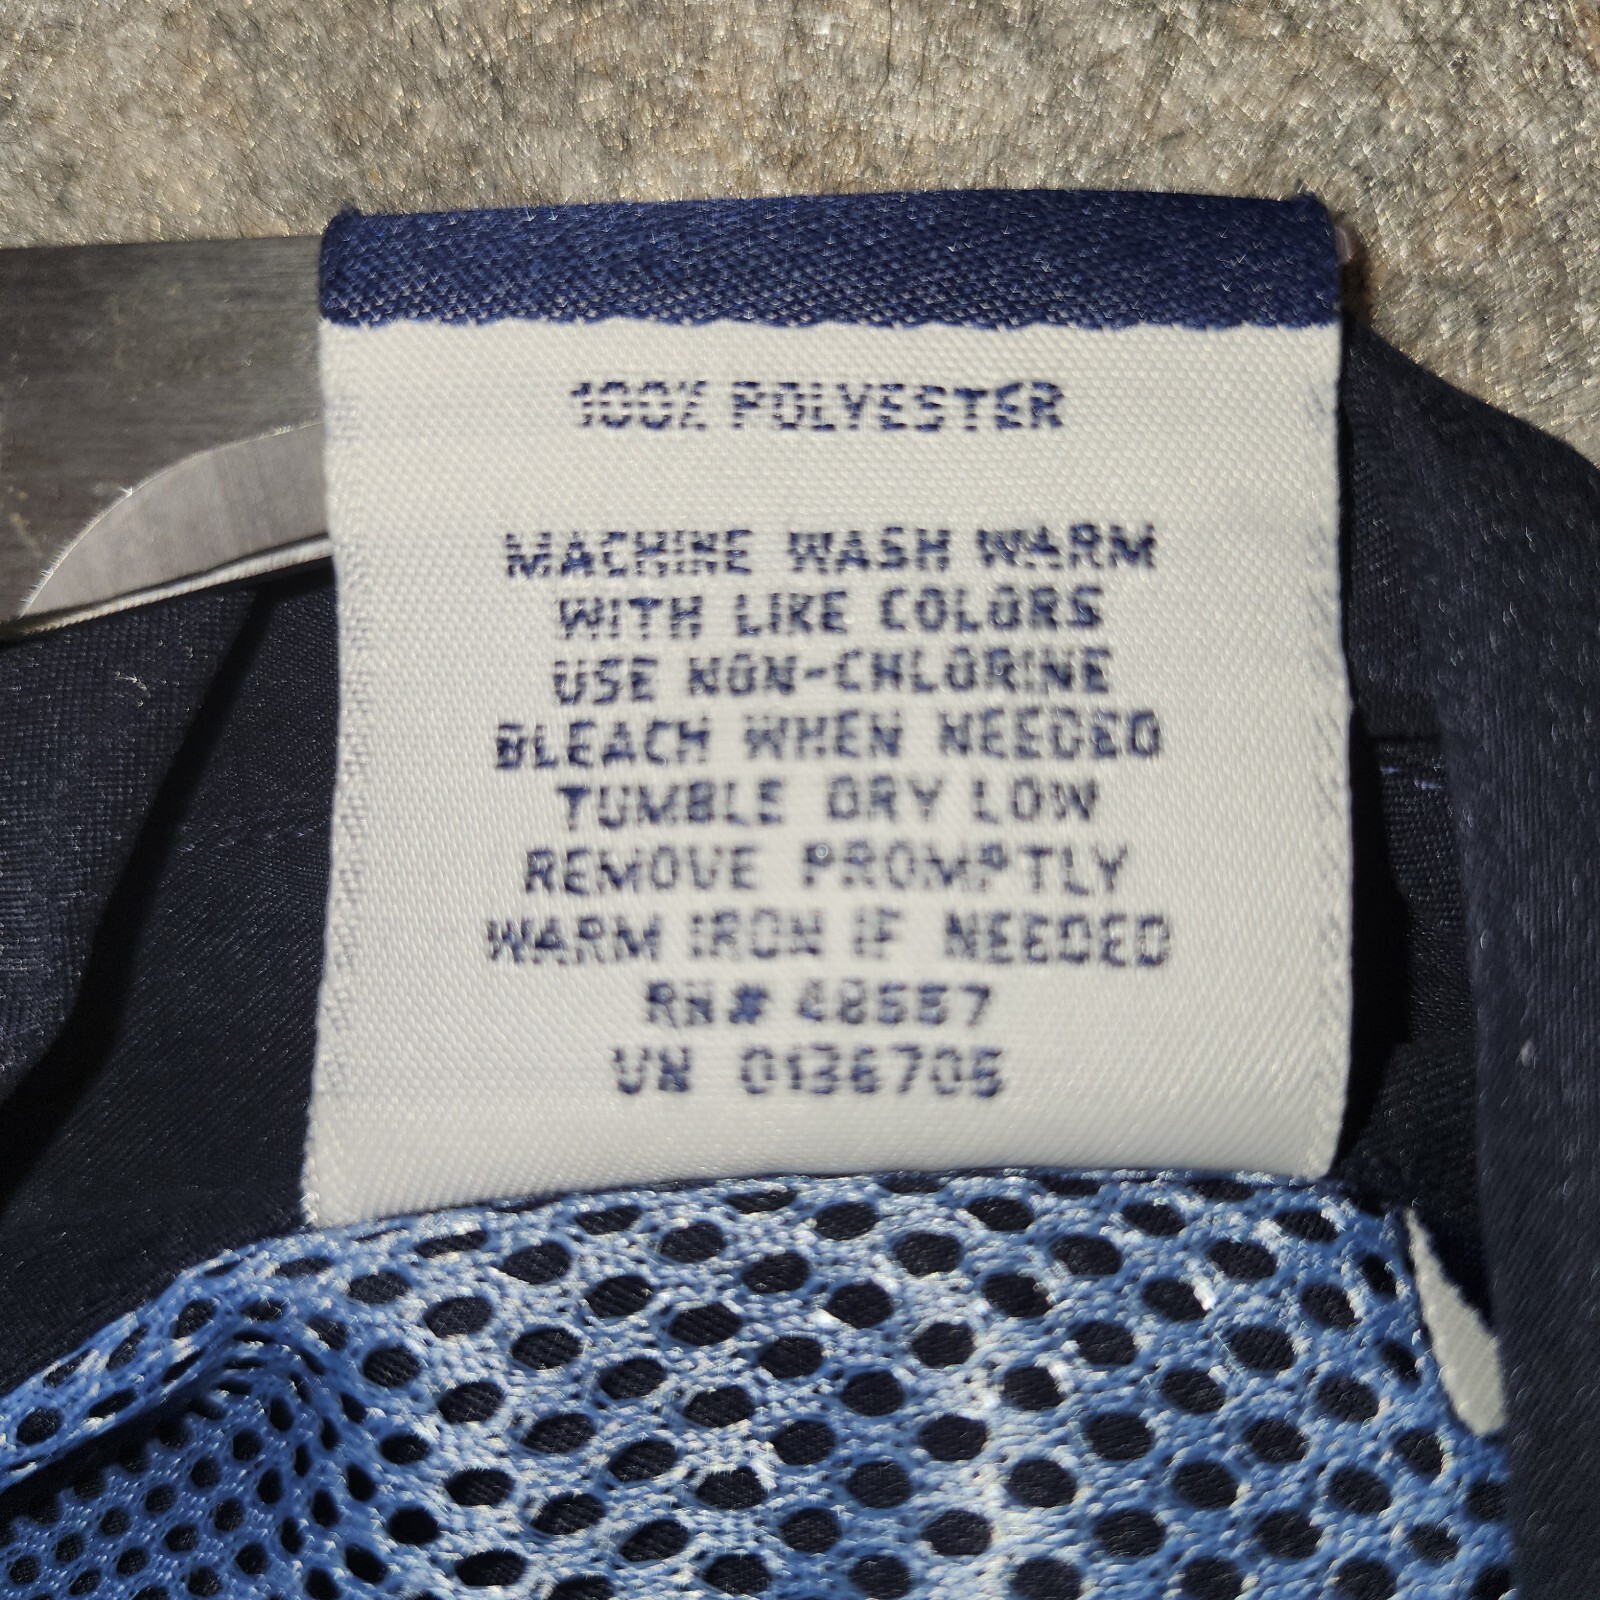 100% POLYESTER
MACHINE WASH WARM
WITH LIKE COLORS
USE NON-CHLORINE
BLEACH WHEN NEEDED
TUMBLE DRY LOW
REMOVE PROMPTLY
WARM IRON IF NEEDED
RN# 48557
VN 0136705